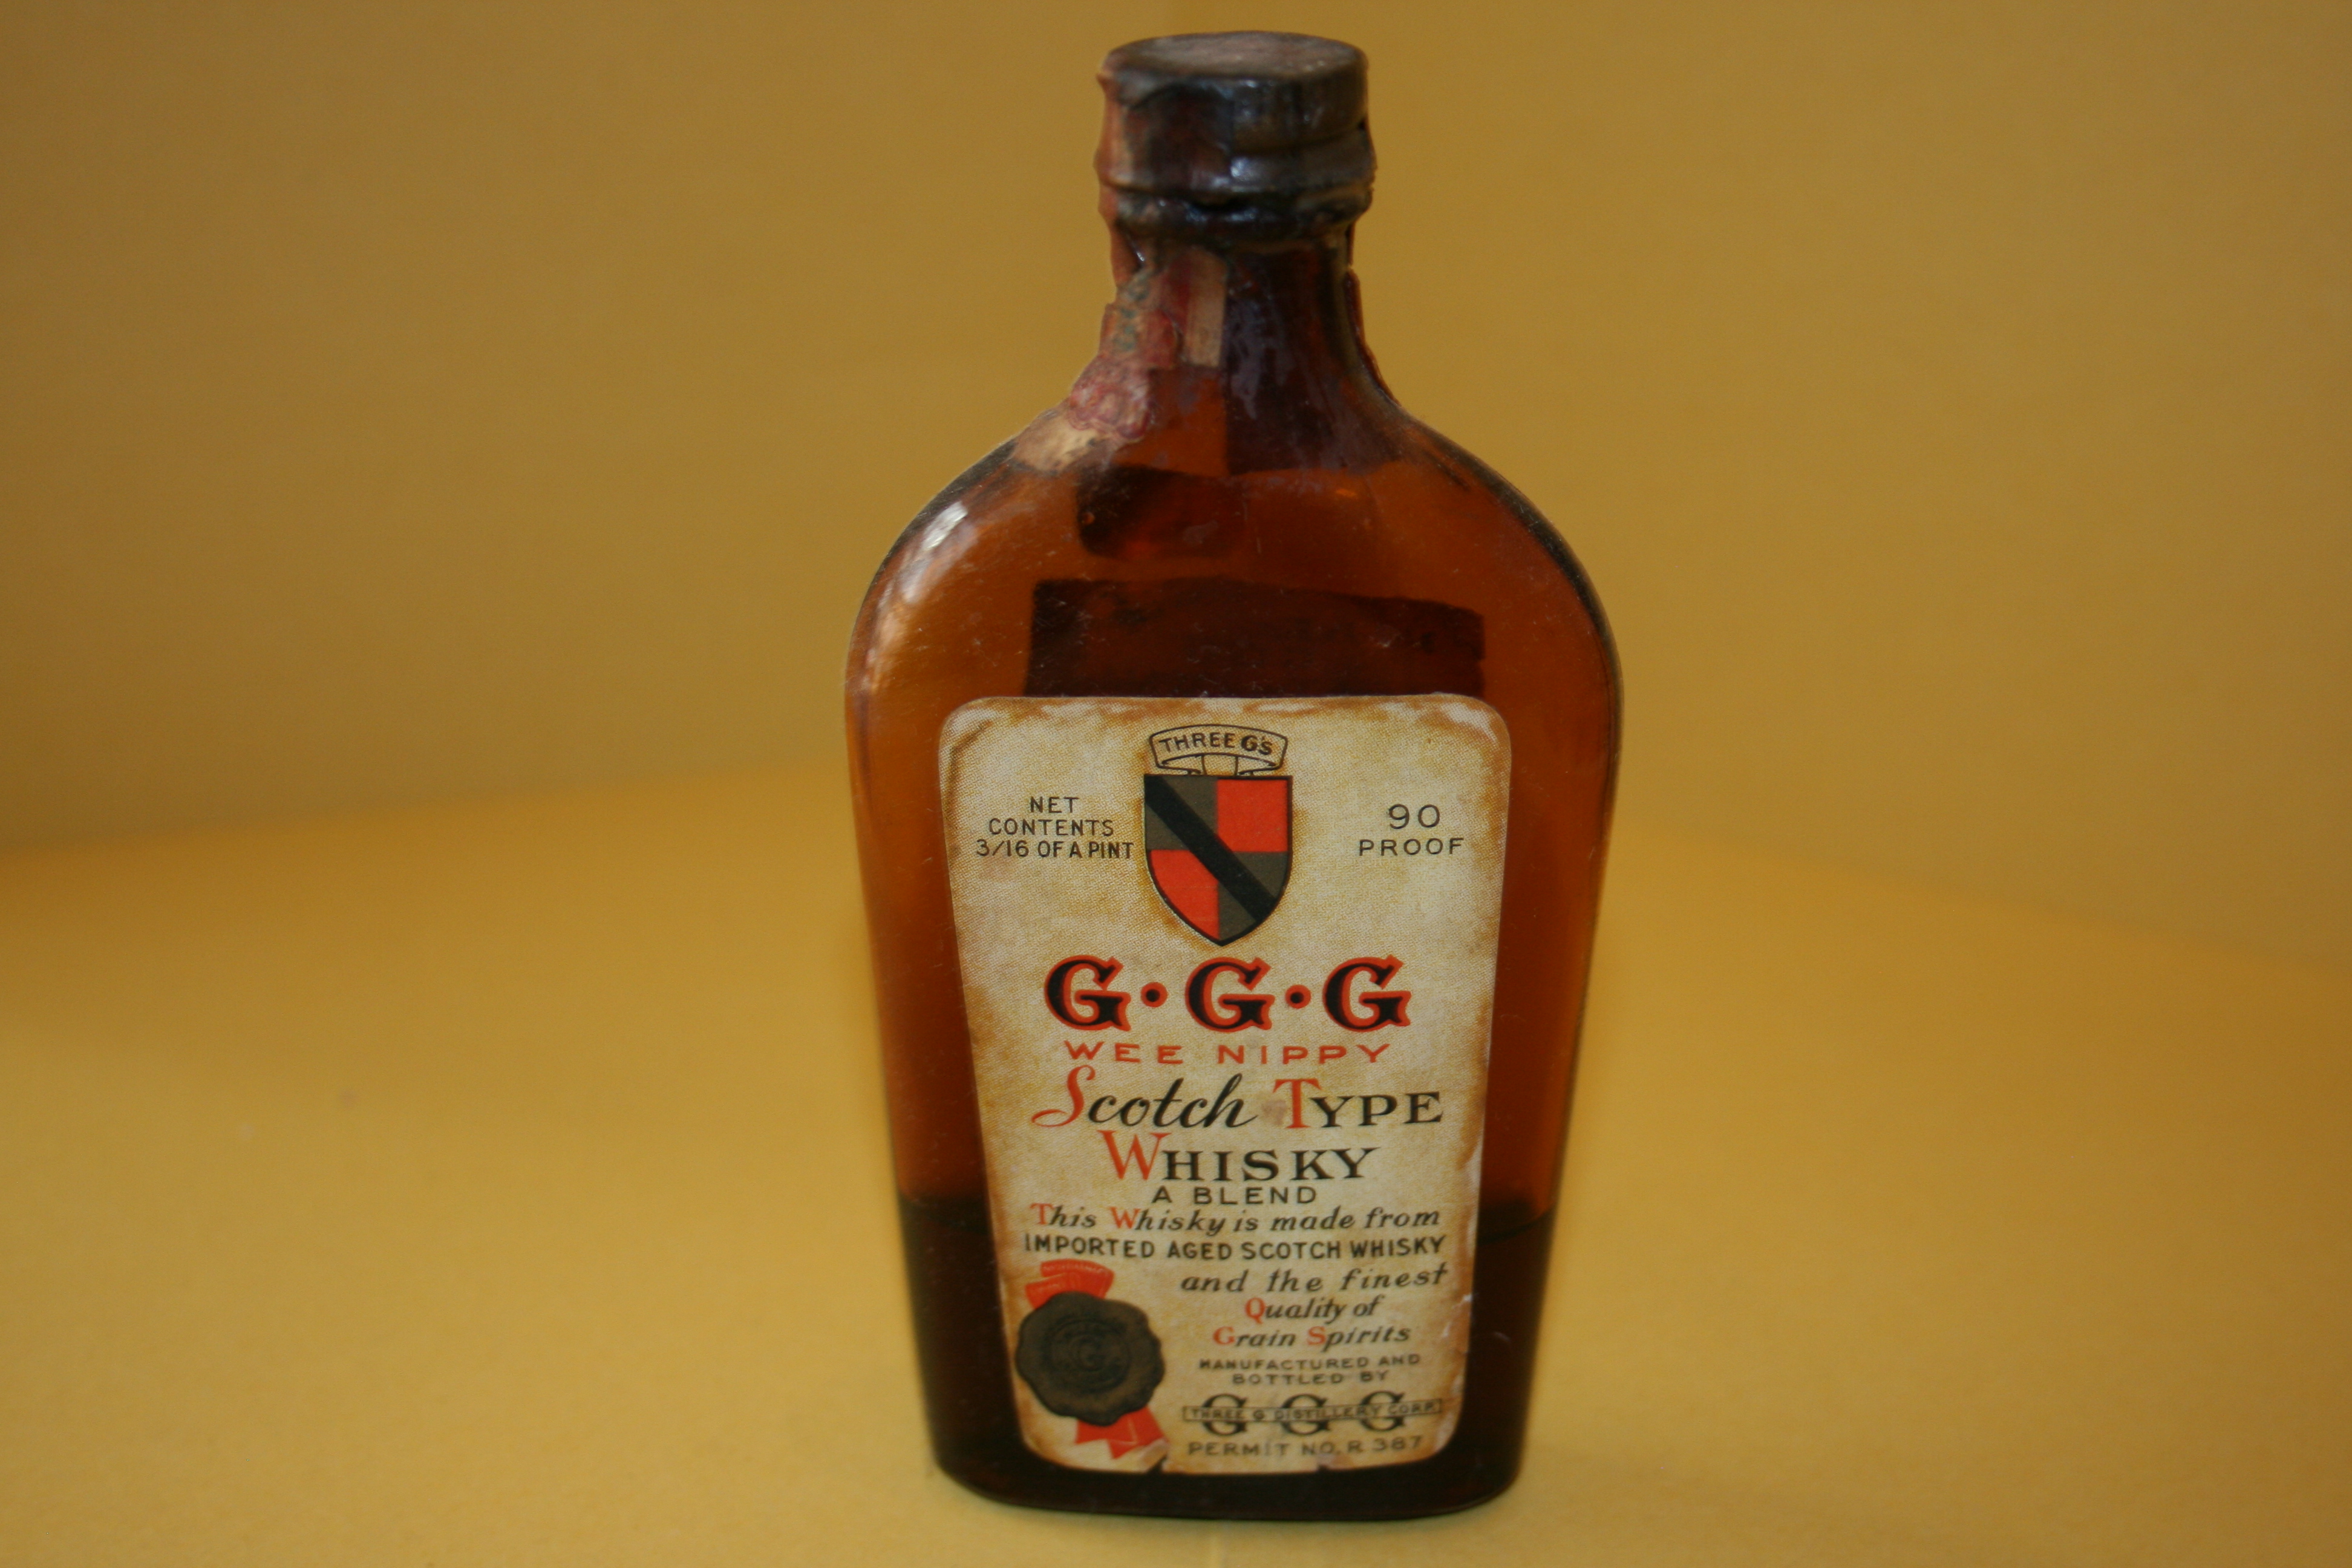 THREE G's
NET
CONTENTS
3/16 OF A PINT
90
PROOF
G·G·G
WEE NIPPY
Scotch TYPE
WHISKY
A BLEND
This Whisky is made from
IMPORTED AGED SCOTCH WHISKY
and the finest
Quality of
Grain Spirits
MANUFACTURED AND
BOTTLED BY
G G G
THREE G DISTILLERY CORP.
PERMIT NO. R 387